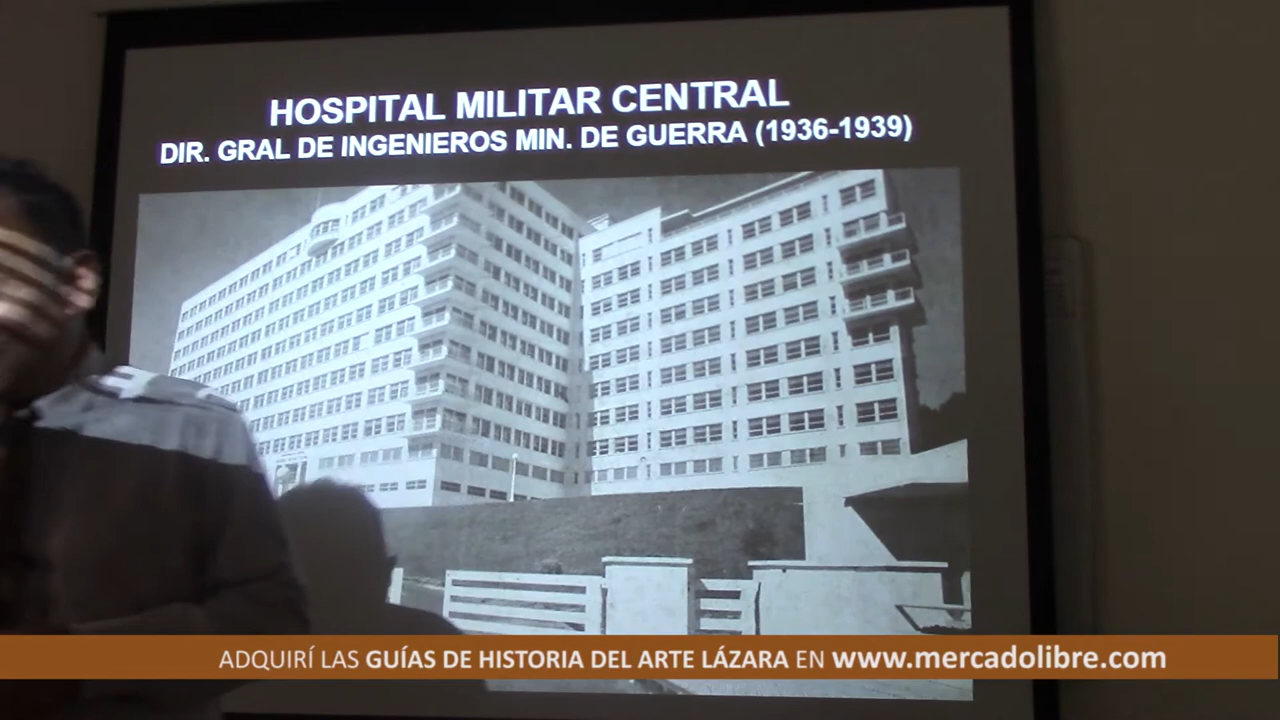 HOSPITAL MILITAR CENTRAL
DIR. GRAL DE INGENIEROS MIN. DE GUERRA (1936-1939)
ADQUIRÍ LAS GUÍAS DE HISTORIA DEL ARTE LÁZARA EN www.mercadolibre.com